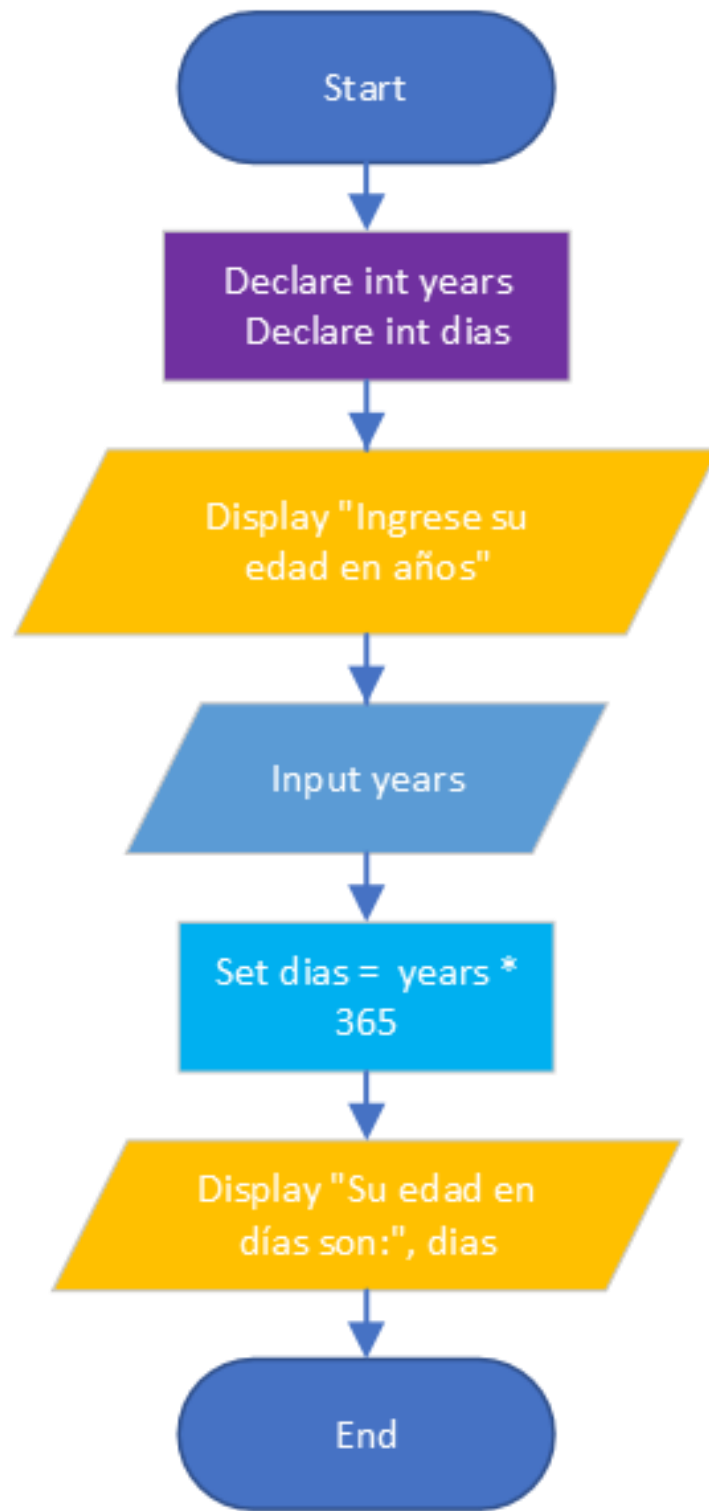 Start
Declare int years
Declare int dias
Display "Ingrese su
edad en años"
Input years
Set dias = years *
365
Display "Su edad en
días son:", dias
End